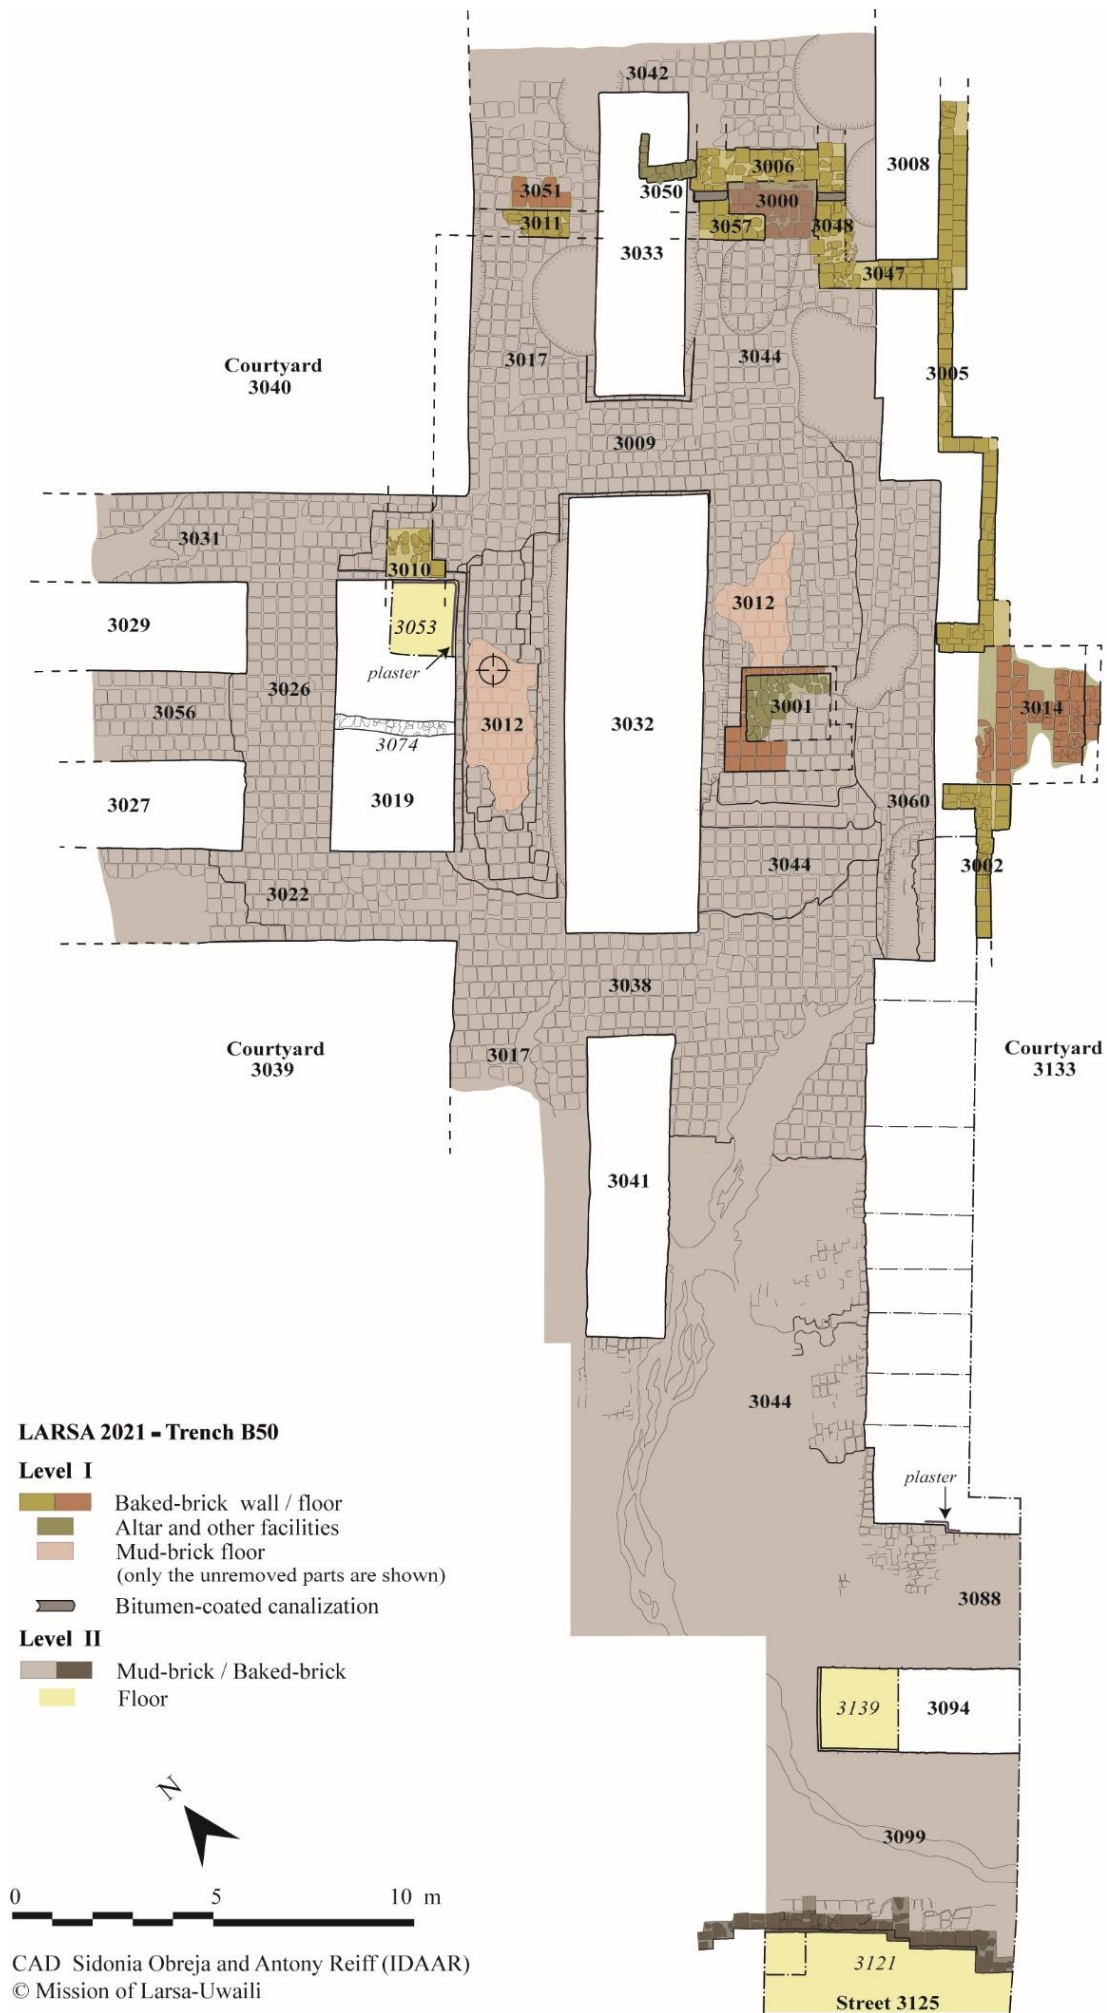 3042
3008
3006
3051
3050
3000
3011
3057
3048
3033
3047
3017
3044
3005
Courtyard
3040
3009
3031
3010
3012
3029
3053
plaster
3026
3056
3012
3032
3001
3014
3074
3027
3019
3060
3044
3002
3022
3038
Courtyard
3039
3017
Courtyard
3133
3041
3044
LARSA 2021 - Trench B50
Level I
Baked-brick wall / floor
Altar and other facilities
Mud-brick floor
(only the unremoved parts are shown)
Bitumen-coated canalization
Level II
Mud-brick / Baked-brick
Floor
plaster
3088
3139
3094
N
3099
0 5 10 m
CAD Sidonia Obreja and Antony Reiff (IDAAR)
© Mission of Larsa-Uwaili
3121
Street 3125